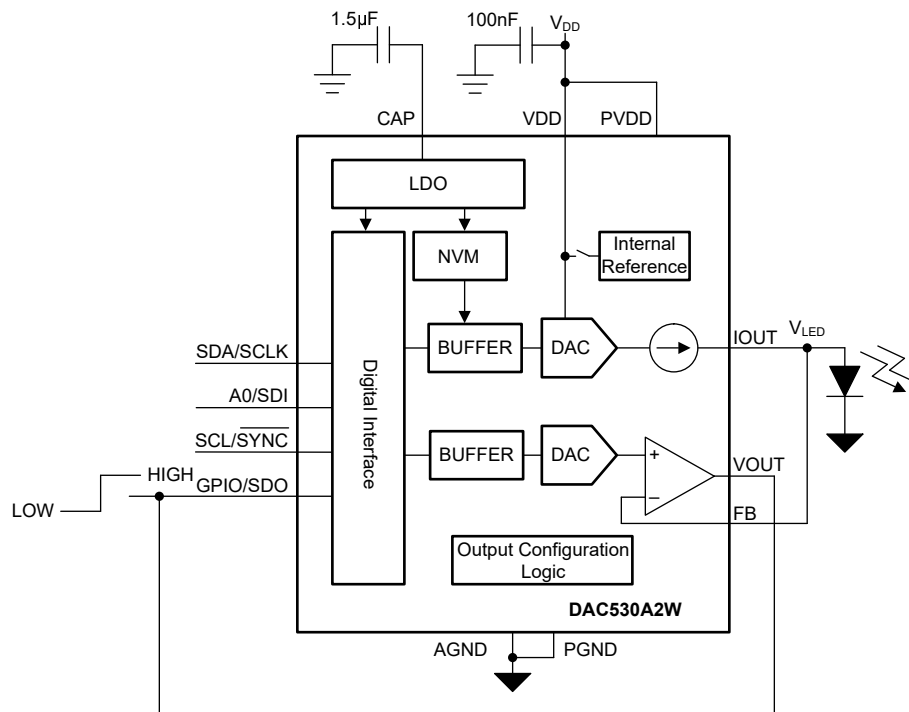 1.5µF
100nF
VDD
CAP
VDD
PVDD
LDO
NVM
Internal
Reference
BUFFER
DAC
IOUT
VLED
SDA/SCLK
A0/SDI
SCL/SYNC
Digital Interface
BUFFER
DAC
+
−
VOUT
HIGH
LOW
GPIO/SDO
FB
Output Configuration
Logic
DAC530A2W
AGND
PGND